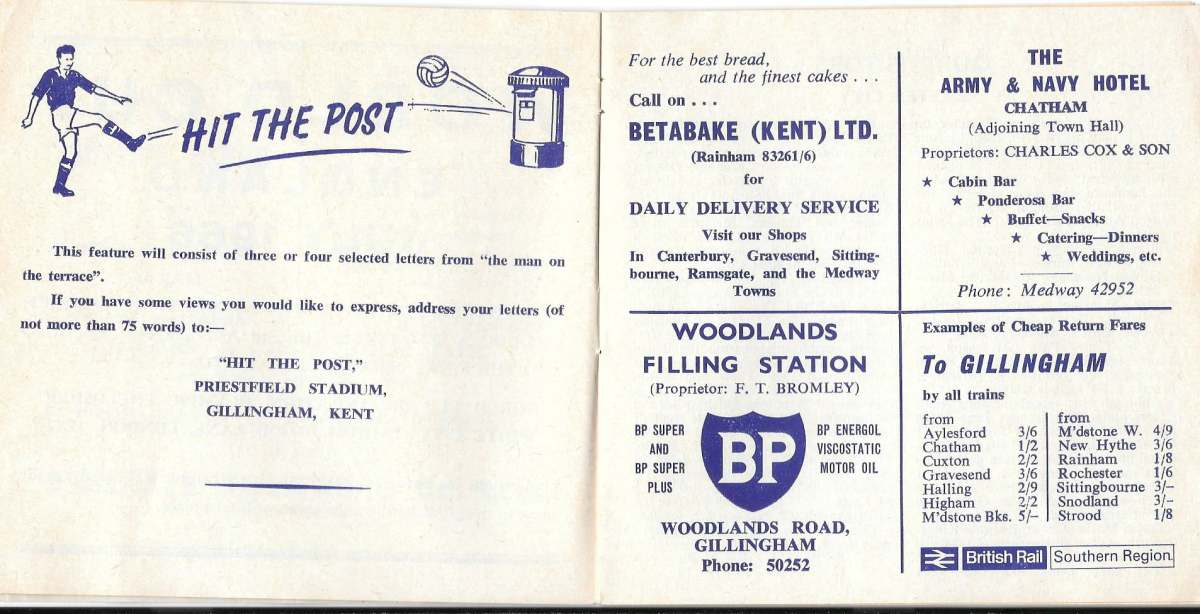 HIT THE POST
This feature will consist of three or four selected letters from “the man on
the terrace”.
If you have some views you would like to express, address your letters (of
not more than 75 words) to:—
“HIT THE POST,”
PRIESTFIELD STADIUM,
GILLINGHAM, KENT
For the best bread,
and the finest cakes . . .
Call on . . .
BETABAKE (KENT) LTD.
(Rainham 83261/6)
for
DAILY DELIVERY SERVICE
Visit our Shops
In Canterbury, Gravesend, Sitting-
bourne, Ramsgate, and the Medway
Towns
THE
ARMY & NAVY HOTEL
CHATHAM
(Adjoining Town Hall)
Proprietors: CHARLES COX & SON
★ Cabin Bar
★ Ponderosa Bar
★ Buffet—Snacks
★ Catering—Dinners
★ Weddings, etc.
Phone: Medway 42952
WOODLANDS
FILLING STATION
(Proprietor: F. T. BROMLEY)
BP SUPER
AND
BP SUPER
PLUS
BP
BP ENERGOL
VISCOSTATIC
MOTOR OIL
WOODLANDS ROAD,
GILLINGHAM
Phone: 50252
Examples of Cheap Return Fares
To GILLINGHAM
by all trains
from
Aylesford 3/6
Chatham 1/2
Cuxton 2/2
Gravesend 3/6
Halling 2/9
Higham 2/2
M'dstone Bks. 5/–
from
M'dstone W. 4/9
New Hythe 3/6
Rainham 1/8
Rochester 1/6
Sittingbourne 3/–
Snodland 3/–
Strood 1/8
British Rail Southern Region